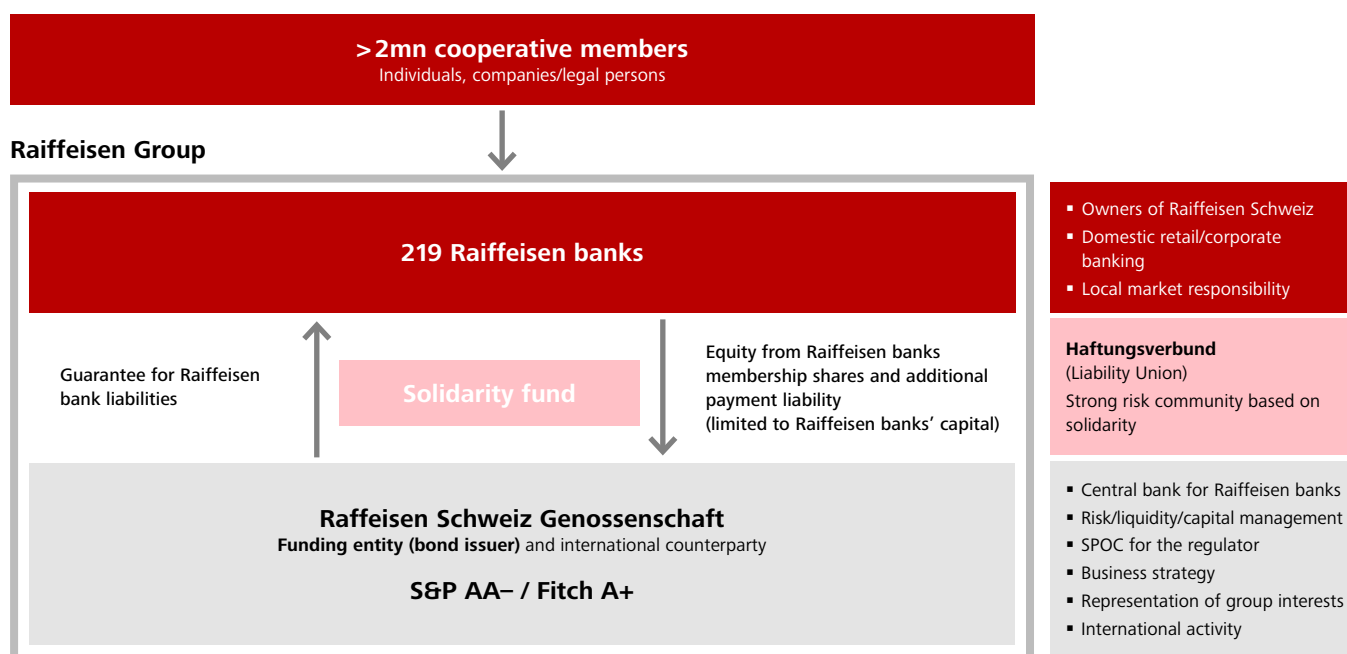 >2mn cooperative members
Individuals, companies/legal persons
Raiffeisen Group
219 Raiffeisen banks
▪ Owners of Raiffeisen Schweiz
▪ Domestic retail/corporate
banking
▪ Local market responsibility
Guarantee for Raiffeisen
bank liabilities
Solidarity fund
Equity from Raiffeisen banks
membership shares and additional
payment liability
(limited to Raiffeisen banks’ capital)
Haftungsverbund
(Liability Union)
Strong risk community based on
solidarity
Raffeisen Schweiz Genossenschaft
Funding entity (bond issuer) and international counterparty
S&P AA– / Fitch A+
▪ Central bank for Raiffeisen banks
▪ Risk/liquidity/capital management
▪ SPOC for the regulator
▪ Business strategy
▪ Representation of group interests
▪ International activity